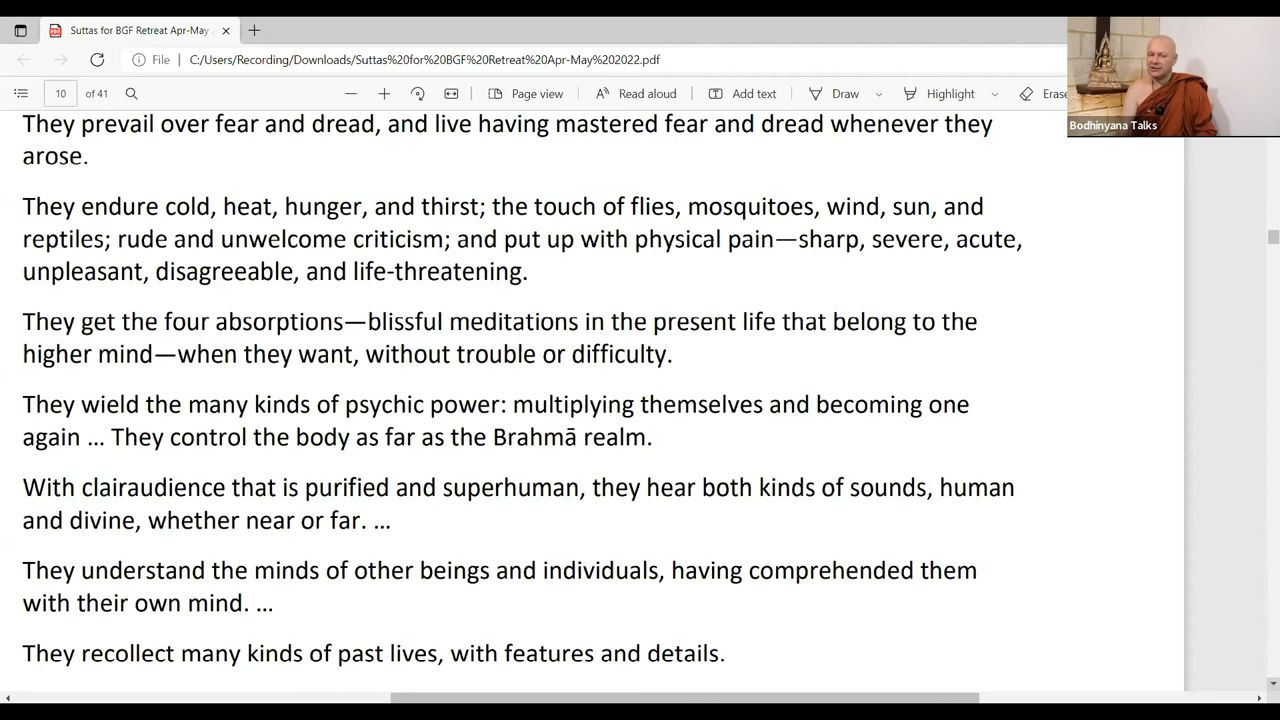 Suttas for BGF Retreat Apr-May
File C:/Users/Recording/Downloads/Suttas%20for%20BGF%20Retreat%20Apr-May%202022.pdf
10 of 41 Page view Read aloud Add text Draw Highlight Erase
Bodhinyana Talks
They prevail over fear and dread, and live having mastered fear and dread whenever they
arose.
They endure cold, heat, hunger, and thirst; the touch of flies, mosquitoes, wind, sun, and
reptiles; rude and unwelcome criticism; and put up with physical pain—sharp, severe, acute,
unpleasant, disagreeable, and life-threatening.
They get the four absorptions—blissful meditations in the present life that belong to the
higher mind—when they want, without trouble or difficulty.
They wield the many kinds of psychic power: multiplying themselves and becoming one
again ... They control the body as far as the Brahmā realm.
With clairaudience that is purified and superhuman, they hear both kinds of sounds, human
and divine, whether near or far. ...
They understand the minds of other beings and individuals, having comprehended them
with their own mind. ...
They recollect many kinds of past lives, with features and details.